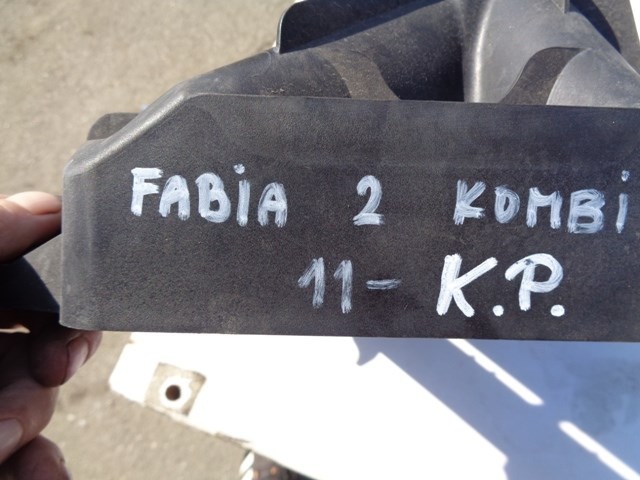 FABiA 2 KOMBi
11- K.P.